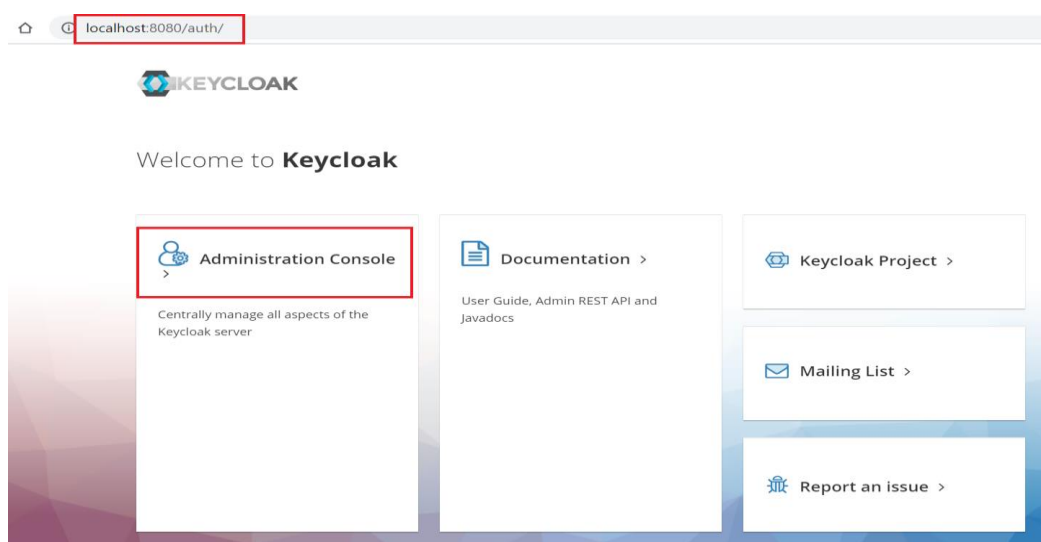 localhost:8080/auth/
KEYCLOAK
Welcome to Keycloak
Administration Console
>
Centrally manage all aspects of the
Keycloak server
Documentation >
User Guide, Admin REST API and
Javadocs
Keycloak Project >
Mailing List >
Report an issue >